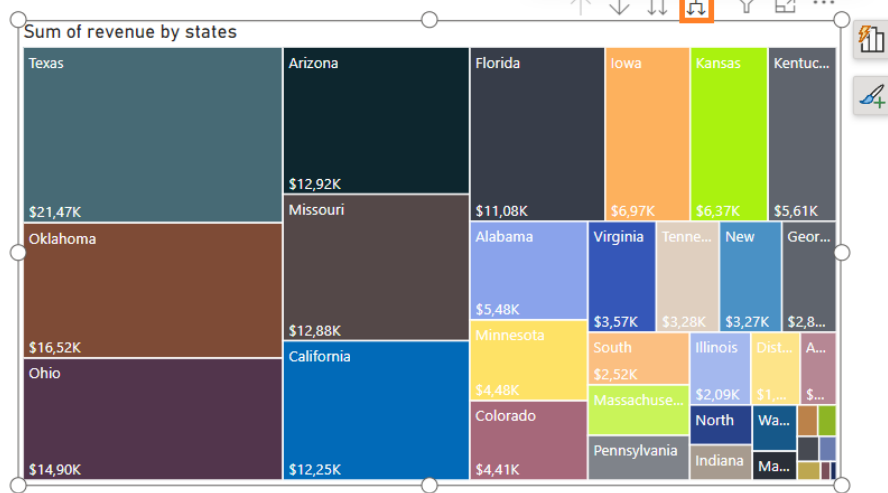 Sum of revenue by states
Texas
$21,47K
Oklahoma
$16,52K
Ohio
$14,90K
Arizona
$12,92K
Missouri
$12,88K
California
$12,25K
Florida
$11,08K
Iowa
$6,97K
Kansas
$6,37K
Kentuc...
$5,61K
Alabama
$5,48K
Minnesota
$4,48K
Colorado
$4,41K
Virginia
$3,57K
Tenne...
$3,28K
New
$3,27K
Geor...
$2,8...
South
$2,52K
Massachuse...
Pennsylvania
Illinois
$2,09K
Dist...
$1,...
A...
$...
North
Indiana
Wa...
Ma...